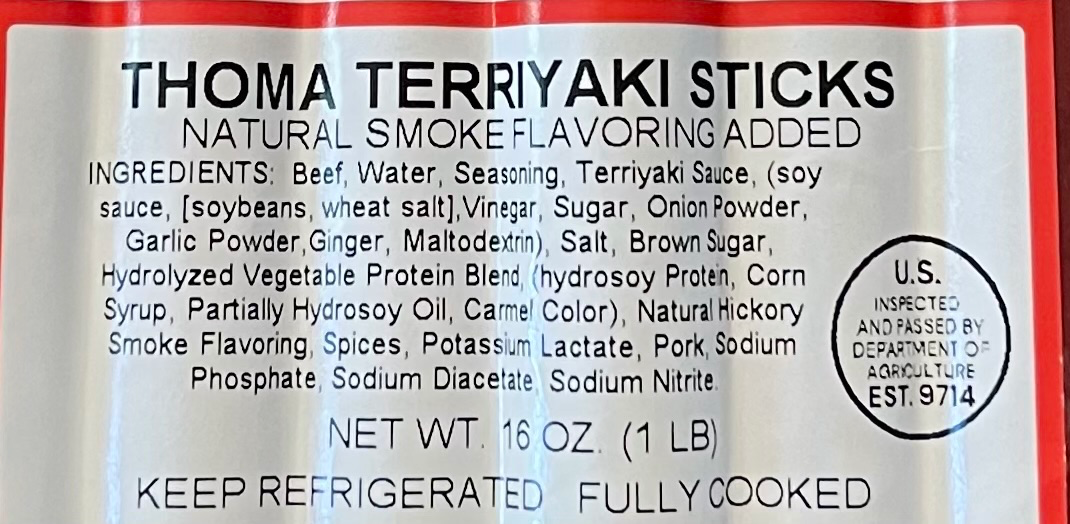 THOMA TERRIYAKI STICKS
NATURAL SMOKE FLAVORING ADDED
INGREDIENTS: Beef, Water, Seasoning, Terriyaki Sauce, (soy
sauce, [soybeans, wheat salt],Vinegar, Sugar, Onion Powder,
Garlic Powder,Ginger, Maltodextrin), Salt, Brown Sugar,
Hydrolyzed Vegetable Protein Blend, (hydrosoy Protein, Corn
Syrup, Partially Hydrosoy Oil, Carmel Color), Natural Hickory
Smoke Flavoring, Spices, Potassium Lactate, Pork, Sodium
Phosphate, Sodium Diacetate, Sodium Nitrite.
U.S.
INSPECTED
AND PASSED BY
DEPARTMENT OF
AGRICULTURE
EST. 9714
NET WT. 16 OZ. (1 LB)
KEEP REFRIGERATED FULLY COOKED